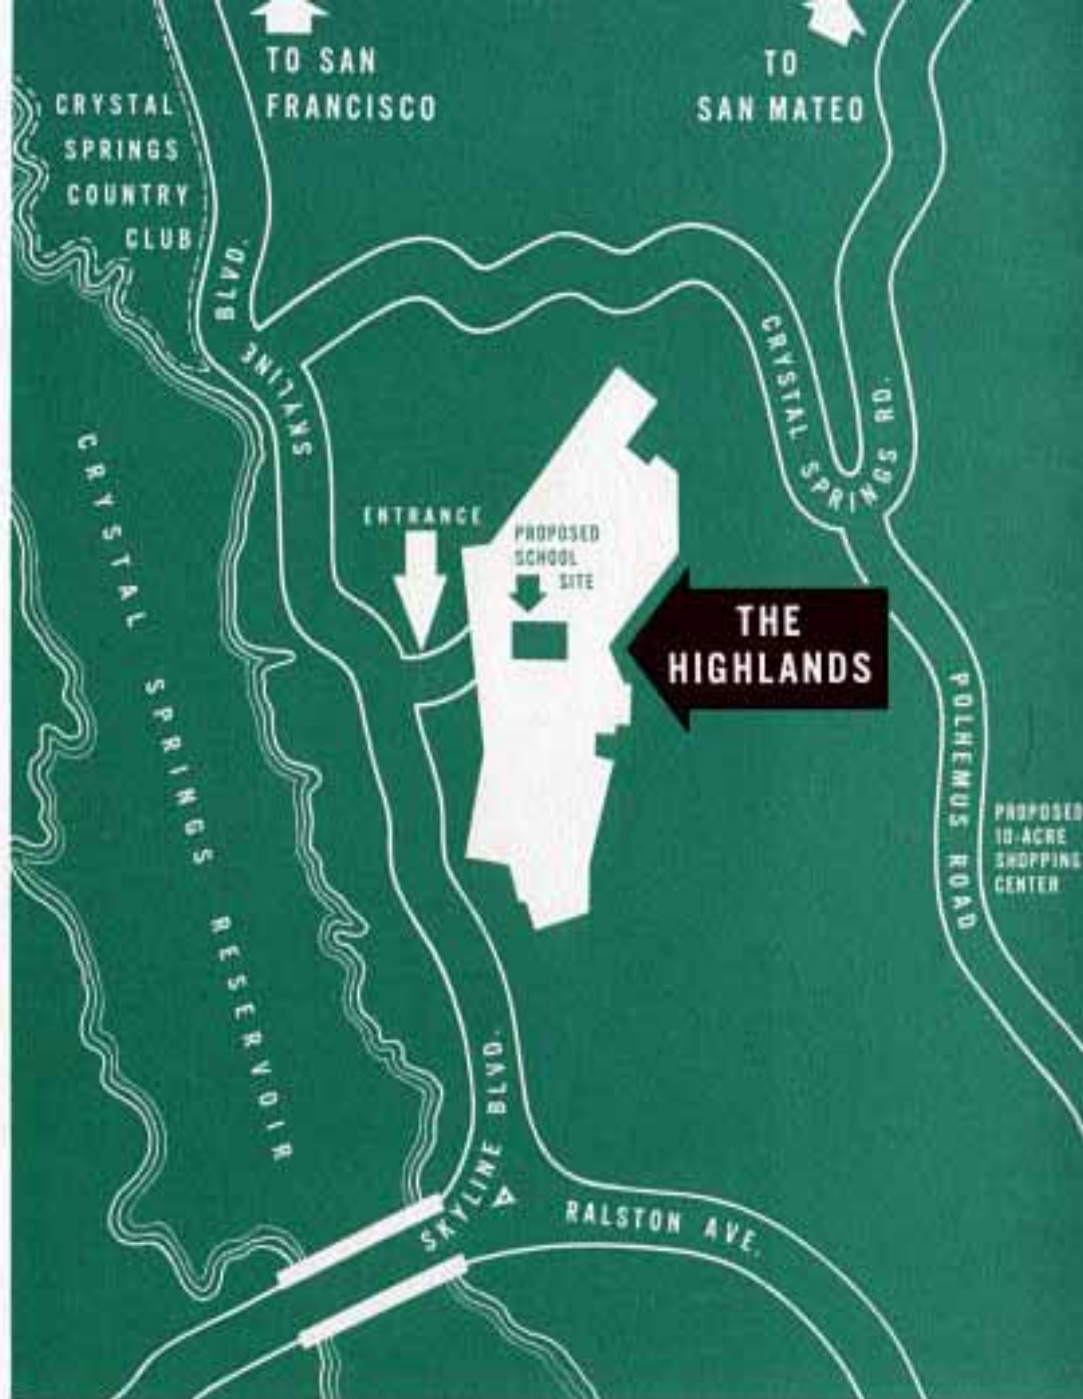 TO SAN
FRANCISCO
TO
SAN MATEO
CRYSTAL
SPRINGS
COUNTRY
CLUB
SKYLINE BLVD.
CRYSTAL SPRINGS RD.
ENTRANCE
PROPOSED
SCHOOL
SITE
THE
HIGHLANDS
CRYSTAL SPRINGS RESERVOIR
POLHEMUS ROAD
PROPOSED
10-ACRE
SHOPPING
CENTER
SKYLINE BLVD.
RALSTON AVE.